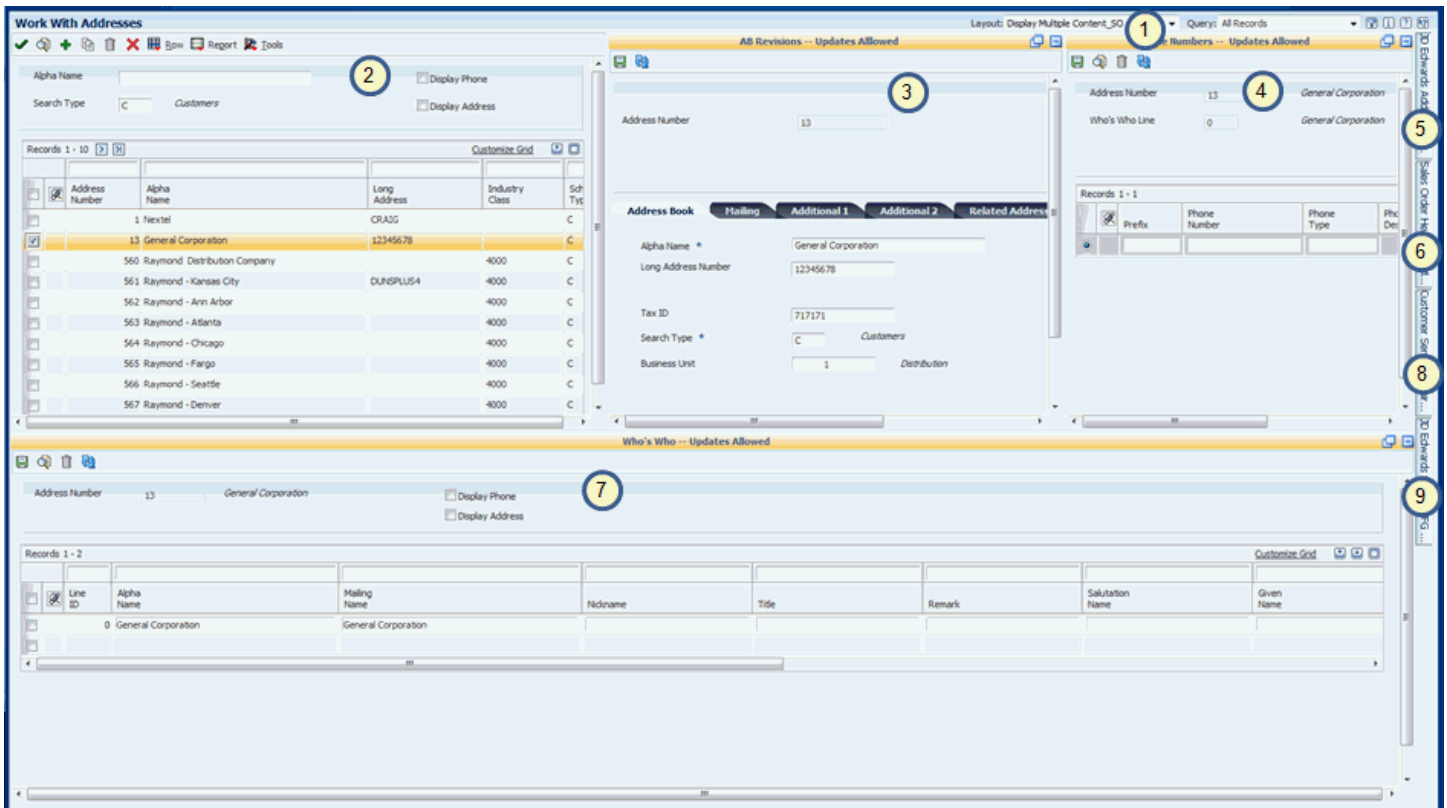 Work With Addresses
Layout: Display Multiple Content_SO
Query: All Records
1
Row Report Tools
2
Alpha Name
Display Phone
Search Type C Customers
Display Address
Records 1 - 10
Customize Grid
Address Number
Alpha Name
Long Address
Industry Class
Sch Typ
1 Nextel CRAIG C
13 General Corporation 12345678 C
560 Raymond Distribution Company 4000 C
561 Raymond - Kansas City DUNSPLUS4 4000 C
562 Raymond - Ann Arbor 4000 C
563 Raymond - Atlanta 4000 C
564 Raymond - Chicago 4000 C
565 Raymond - Fargo 4000 C
566 Raymond - Seattle 4000 C
567 Raymond - Denver 4000 C
AB Revisions -- Updates Allowed
3
Address Number 13
Address Book Mailing Additional 1 Additional 2 Related Address
Alpha Name * General Corporation
Long Address Number 12345678
Tax ID 717171
Search Type * C Customers
Business Unit 1 Distribution
Numbers -- Updates Allowed
4
Address Number 13 General Corporation
Who's Who Line 0 General Corporation
Records 1 - 1
Prefix
Phone Number
Phone Type
Pho Des
JD Edwards Add
5
Sales Order He
6
Customer Ser
8
JD Edwards
9
Who's Who -- Updates Allowed
7
Address Number 13 General Corporation
Display Phone
Display Address
Records 1 - 2
Customize Grid
Line ID
Alpha Name
Mailing Name
Nickname
Title
Remark
Salutation Name
Given Name
0 General Corporation General Corporation